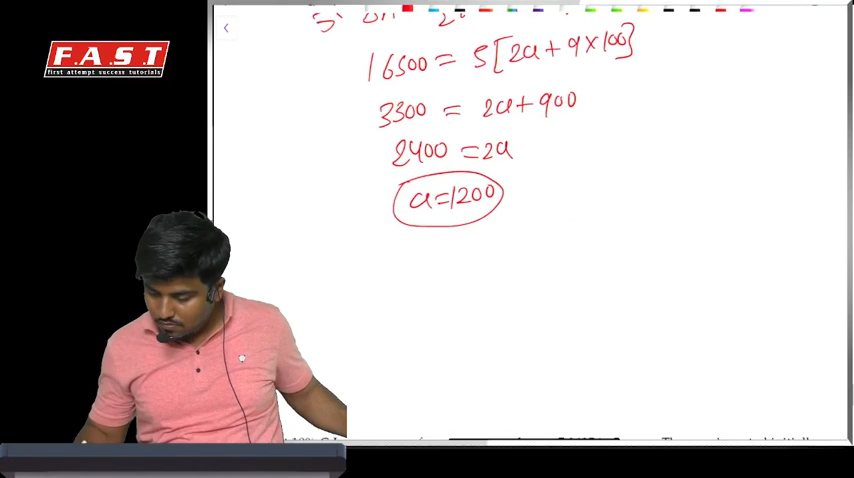 F.A.S.T
first attempt success tutorials
16500 = 5[2a + 9×100]
3300 = 2a + 900
2400 = 2a
a = 1200